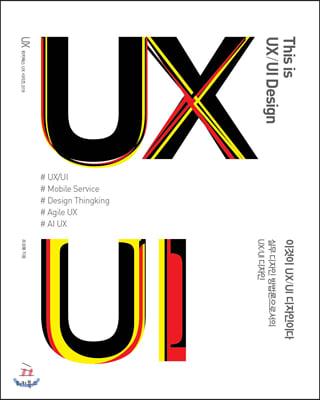 UX
This is
UX/UI Design
# UX/UI
# Mobile Service
# Design Thingking
# Agile UX
# AI UX
이것이 UX/UI 디자인이다
실무 디자인 방법론으로서의
UX/UI 디자인
UI